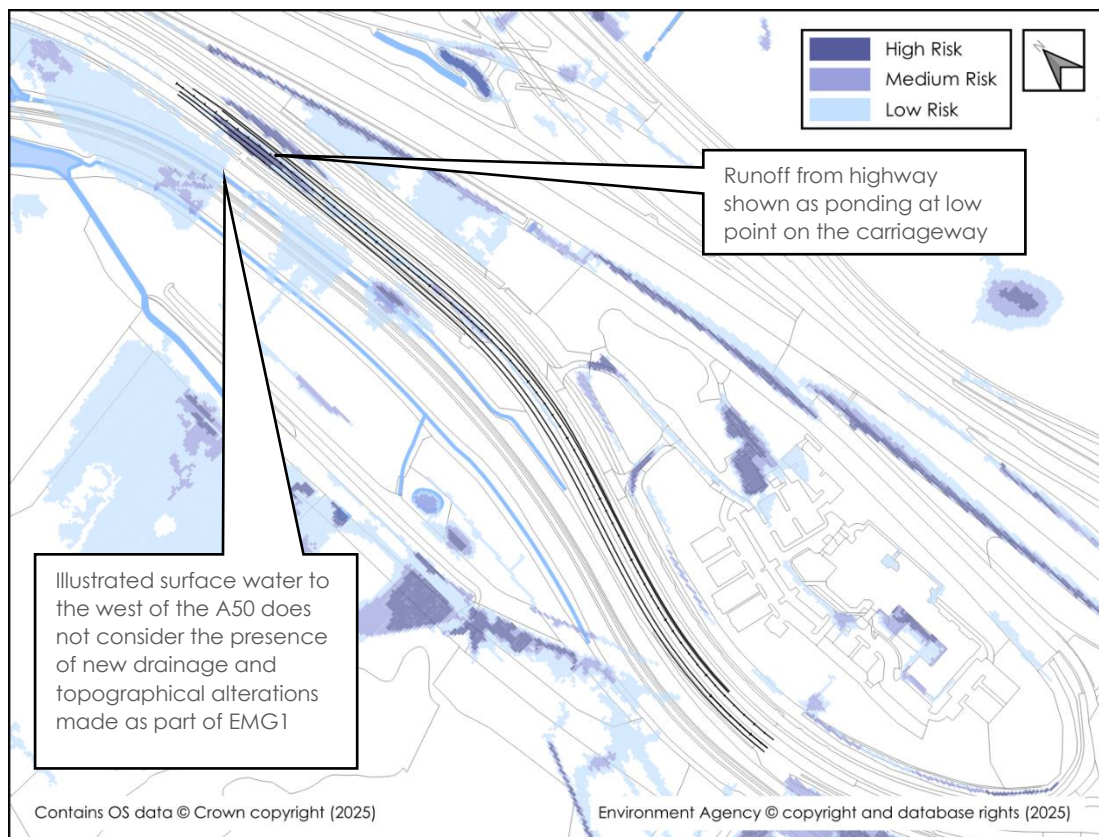 High Risk
Medium Risk
Low Risk
Runoff from highway
shown as ponding at low
point on the carriageway
Illustrated surface water to
the west of the A50 does
not consider the presence
of new drainage and
topographical alterations
made as part of EMG1
Contains OS data © Crown copyright (2025)
Environment Agency © copyright and database rights (2025)